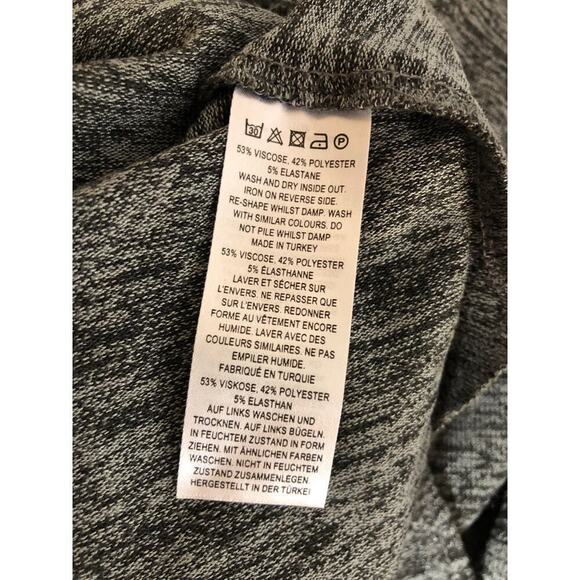 30 P
53% VISCOSE, 42% POLYESTER
5% ELASTANE
WASH AND DRY INSIDE OUT.
IRON ON REVERSE SIDE.
RE-SHAPE WHILST DAMP. WASH
WITH SIMILAR COLOURS. DO
NOT PILE WHILST DAMP
MADE IN TURKEY
53% VISCOSE, 42% POLYESTER
5% ÉLASTHANNE
LAVER ET SÉCHER SUR
L'ENVERS. NE REPASSER QUE
SUR L'ENVERS. REDONNER
FORME AU VÊTEMENT ENCORE
HUMIDE. LAVER AVEC DES
COULEURS SIMILAIRES. NE PAS
EMPILER HUMIDE.
FABRIQUÉ EN TURQUIE
53% VISKOSE, 42% POLYESTER
5% ELASTHAN
AUF LINKS WASCHEN UND
TROCKNEN. AUF LINKS BÜGELN.
IN FEUCHTEM ZUSTAND IN FORM
ZIEHEN. MIT ÄHNLICHEN FARBEN
WASCHEN. NICHT IN FEUCHTEM
ZUSTAND ZUSAMMENLEGEN.
HERGESTELLT IN DER TÜRKEI